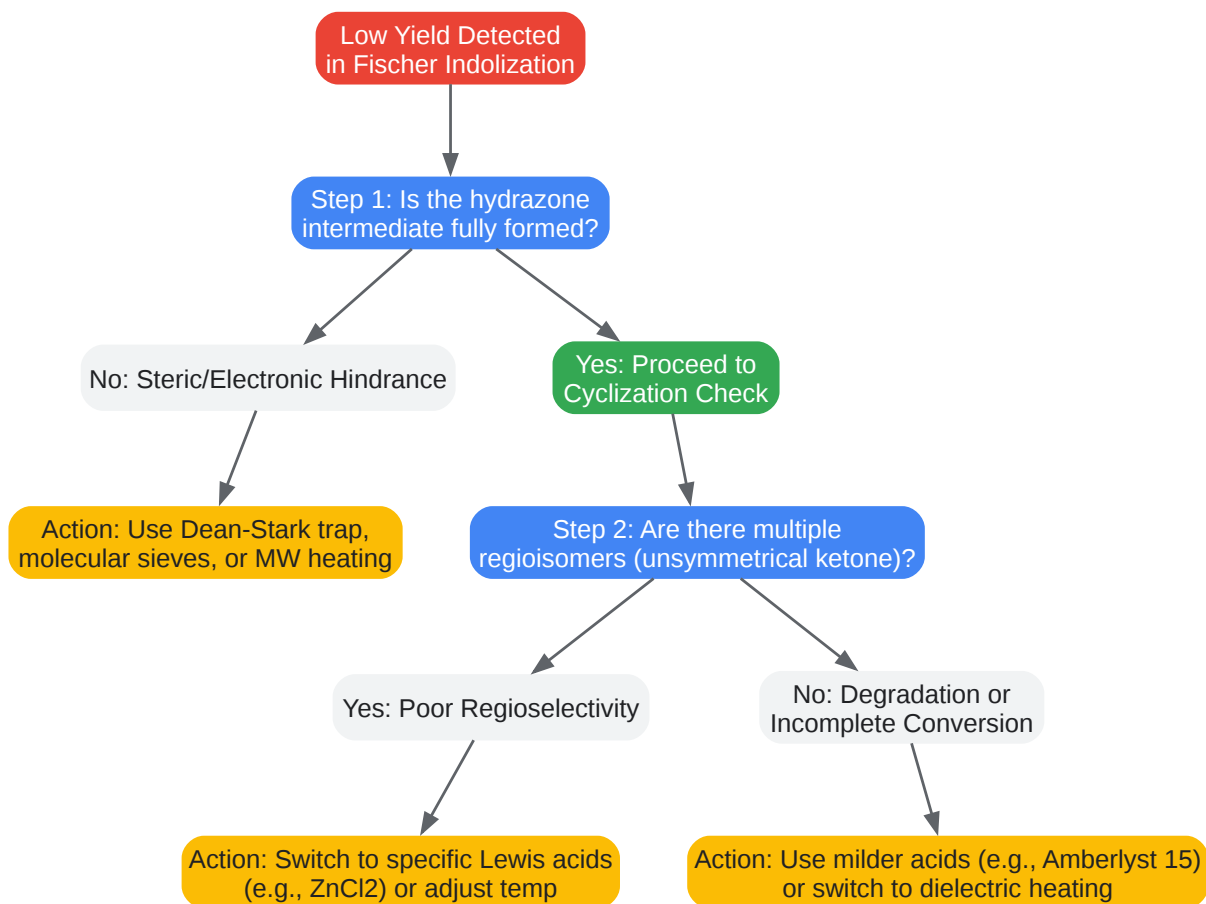 Low Yield Detected
in Fischer Indolization
Step 1: Is the hydrazone
intermediate fully formed?
No: Steric/Electronic Hindrance
Yes: Proceed to
Cyclization Check
Action: Use Dean-Stark trap,
molecular sieves, or MW heating
Step 2: Are there multiple
regioisomers (unsymmetrical ketone)?
Yes: Poor Regioselectivity
No: Degradation or
Incomplete Conversion
Action: Switch to specific Lewis acids
(e.g., ZnCl2) or adjust temp
Action: Use milder acids (e.g., Amberlyst 15)
or switch to dielectric heating